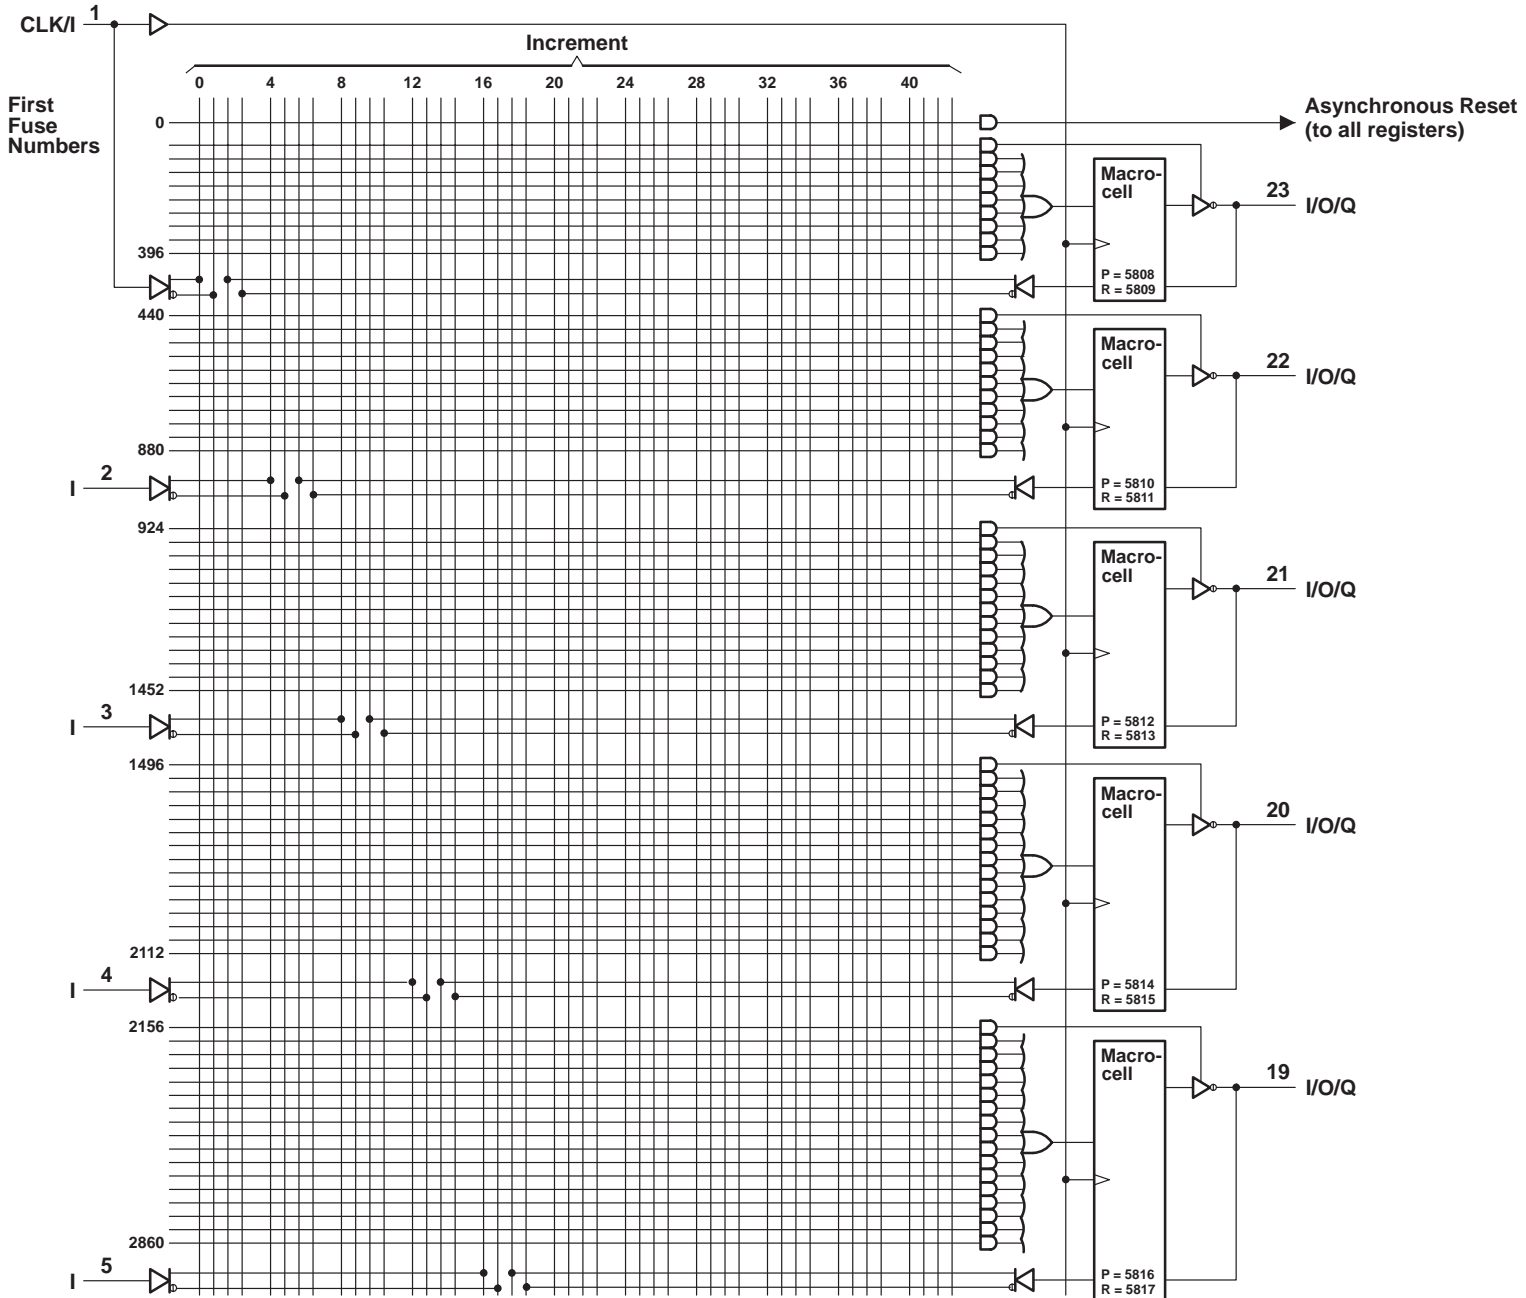 CLK/I
1
Increment
0 4 8 12 16 20 24 28 32 36 40
First
Fuse
Numbers
0
Asynchronous Reset
(to all registers)
Macro-
cell
23
I/O/Q
396
P = 5808
R = 5809
440
Macro-
cell
22
I/O/Q
880
I
2
P = 5810
R = 5811
924
Macro-
cell
21
I/O/Q
1452
I
3
P = 5812
R = 5813
1496
Macro-
cell
20
I/O/Q
2112
I
4
P = 5814
R = 5815
2156
Macro-
cell
19
I/O/Q
2860
I
5
P = 5816
R = 5817